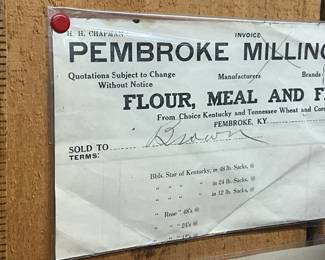 H. H. CHAPMAN INVOICE
PEMBROKE MILLING
Quotations Subject to Change Manufacturers Brands
Without Notice
FLOUR, MEAL AND F
From Choice Kentucky and Tennessee Wheat and Corn
PEMBROKE, KY.
SOLD TO Brown
TERMS:
Bbls. Star of Kentucky, in 48 lb. Sacks, @
" " " in 24 lb. Sacks, @
" " " in 12 lb. Sacks, @
" Rose " 48's @
" " 24's @